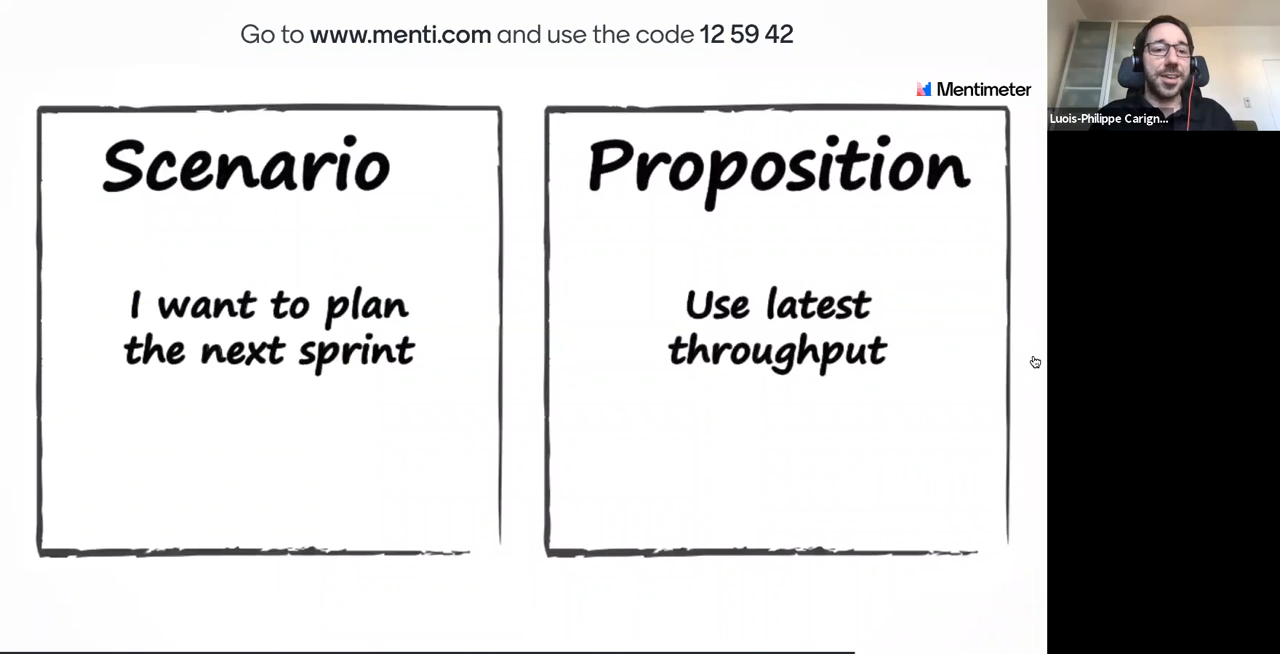 Go to www.menti.com and use the code 12 59 42
Mentimeter
Luois-Philippe Carign...
Scenario
I want to plan
the next sprint
Proposition
Use latest
throughput